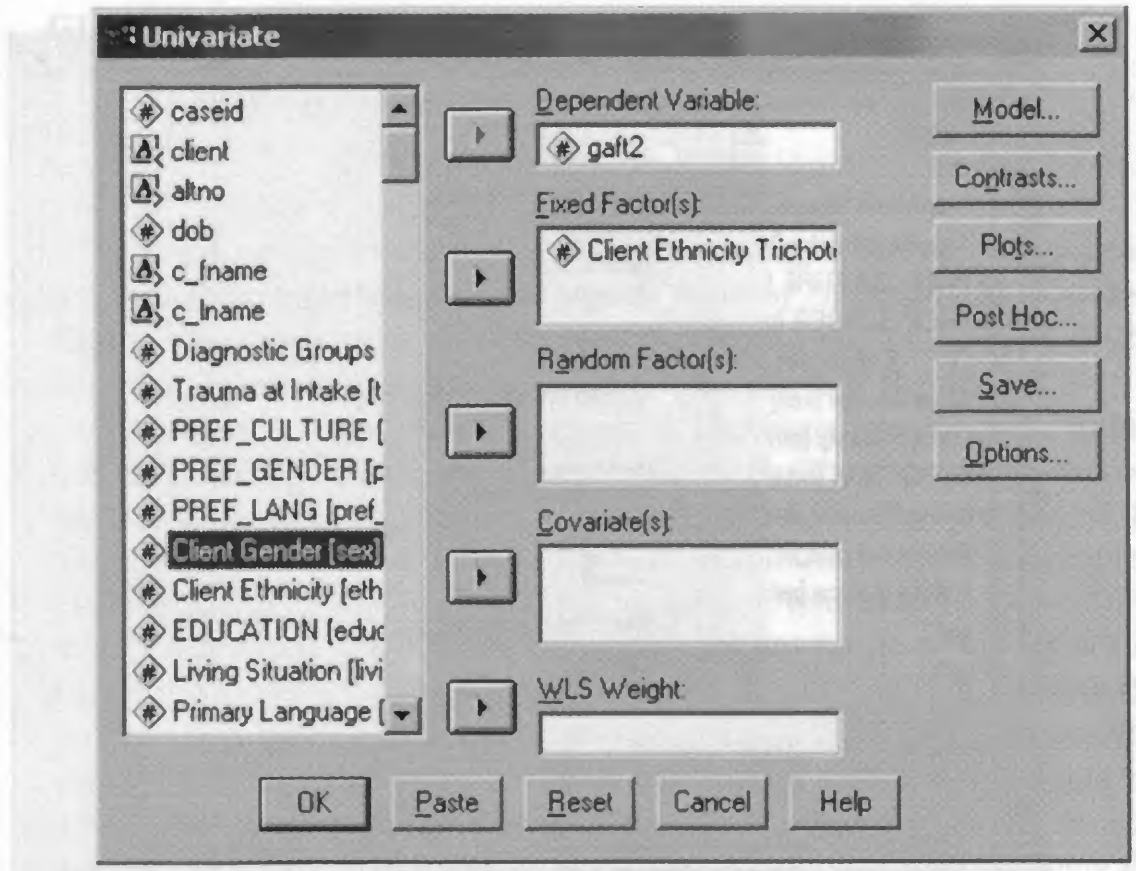 Univariate
caseid
client
altno
dob
c_fname
c_lname
Diagnostic Groups
Trauma at Intake [t
PREF_CULTURE [
PREF_GENDER [p
PREF_LANG [pref_
Client Gender [sex]
Client Ethnicity [eth
EDUCATION [educ
Living Situation [livi
Primary Language [
Dependent Variable:
gaft2
Fixed Factor(s):
Client Ethnicity Trichot
Random Factor(s):
Covariate(s):
WLS Weight:
Model...
Contrasts...
Plots...
Post Hoc...
Save...
Options...
OK
Paste
Reset
Cancel
Help